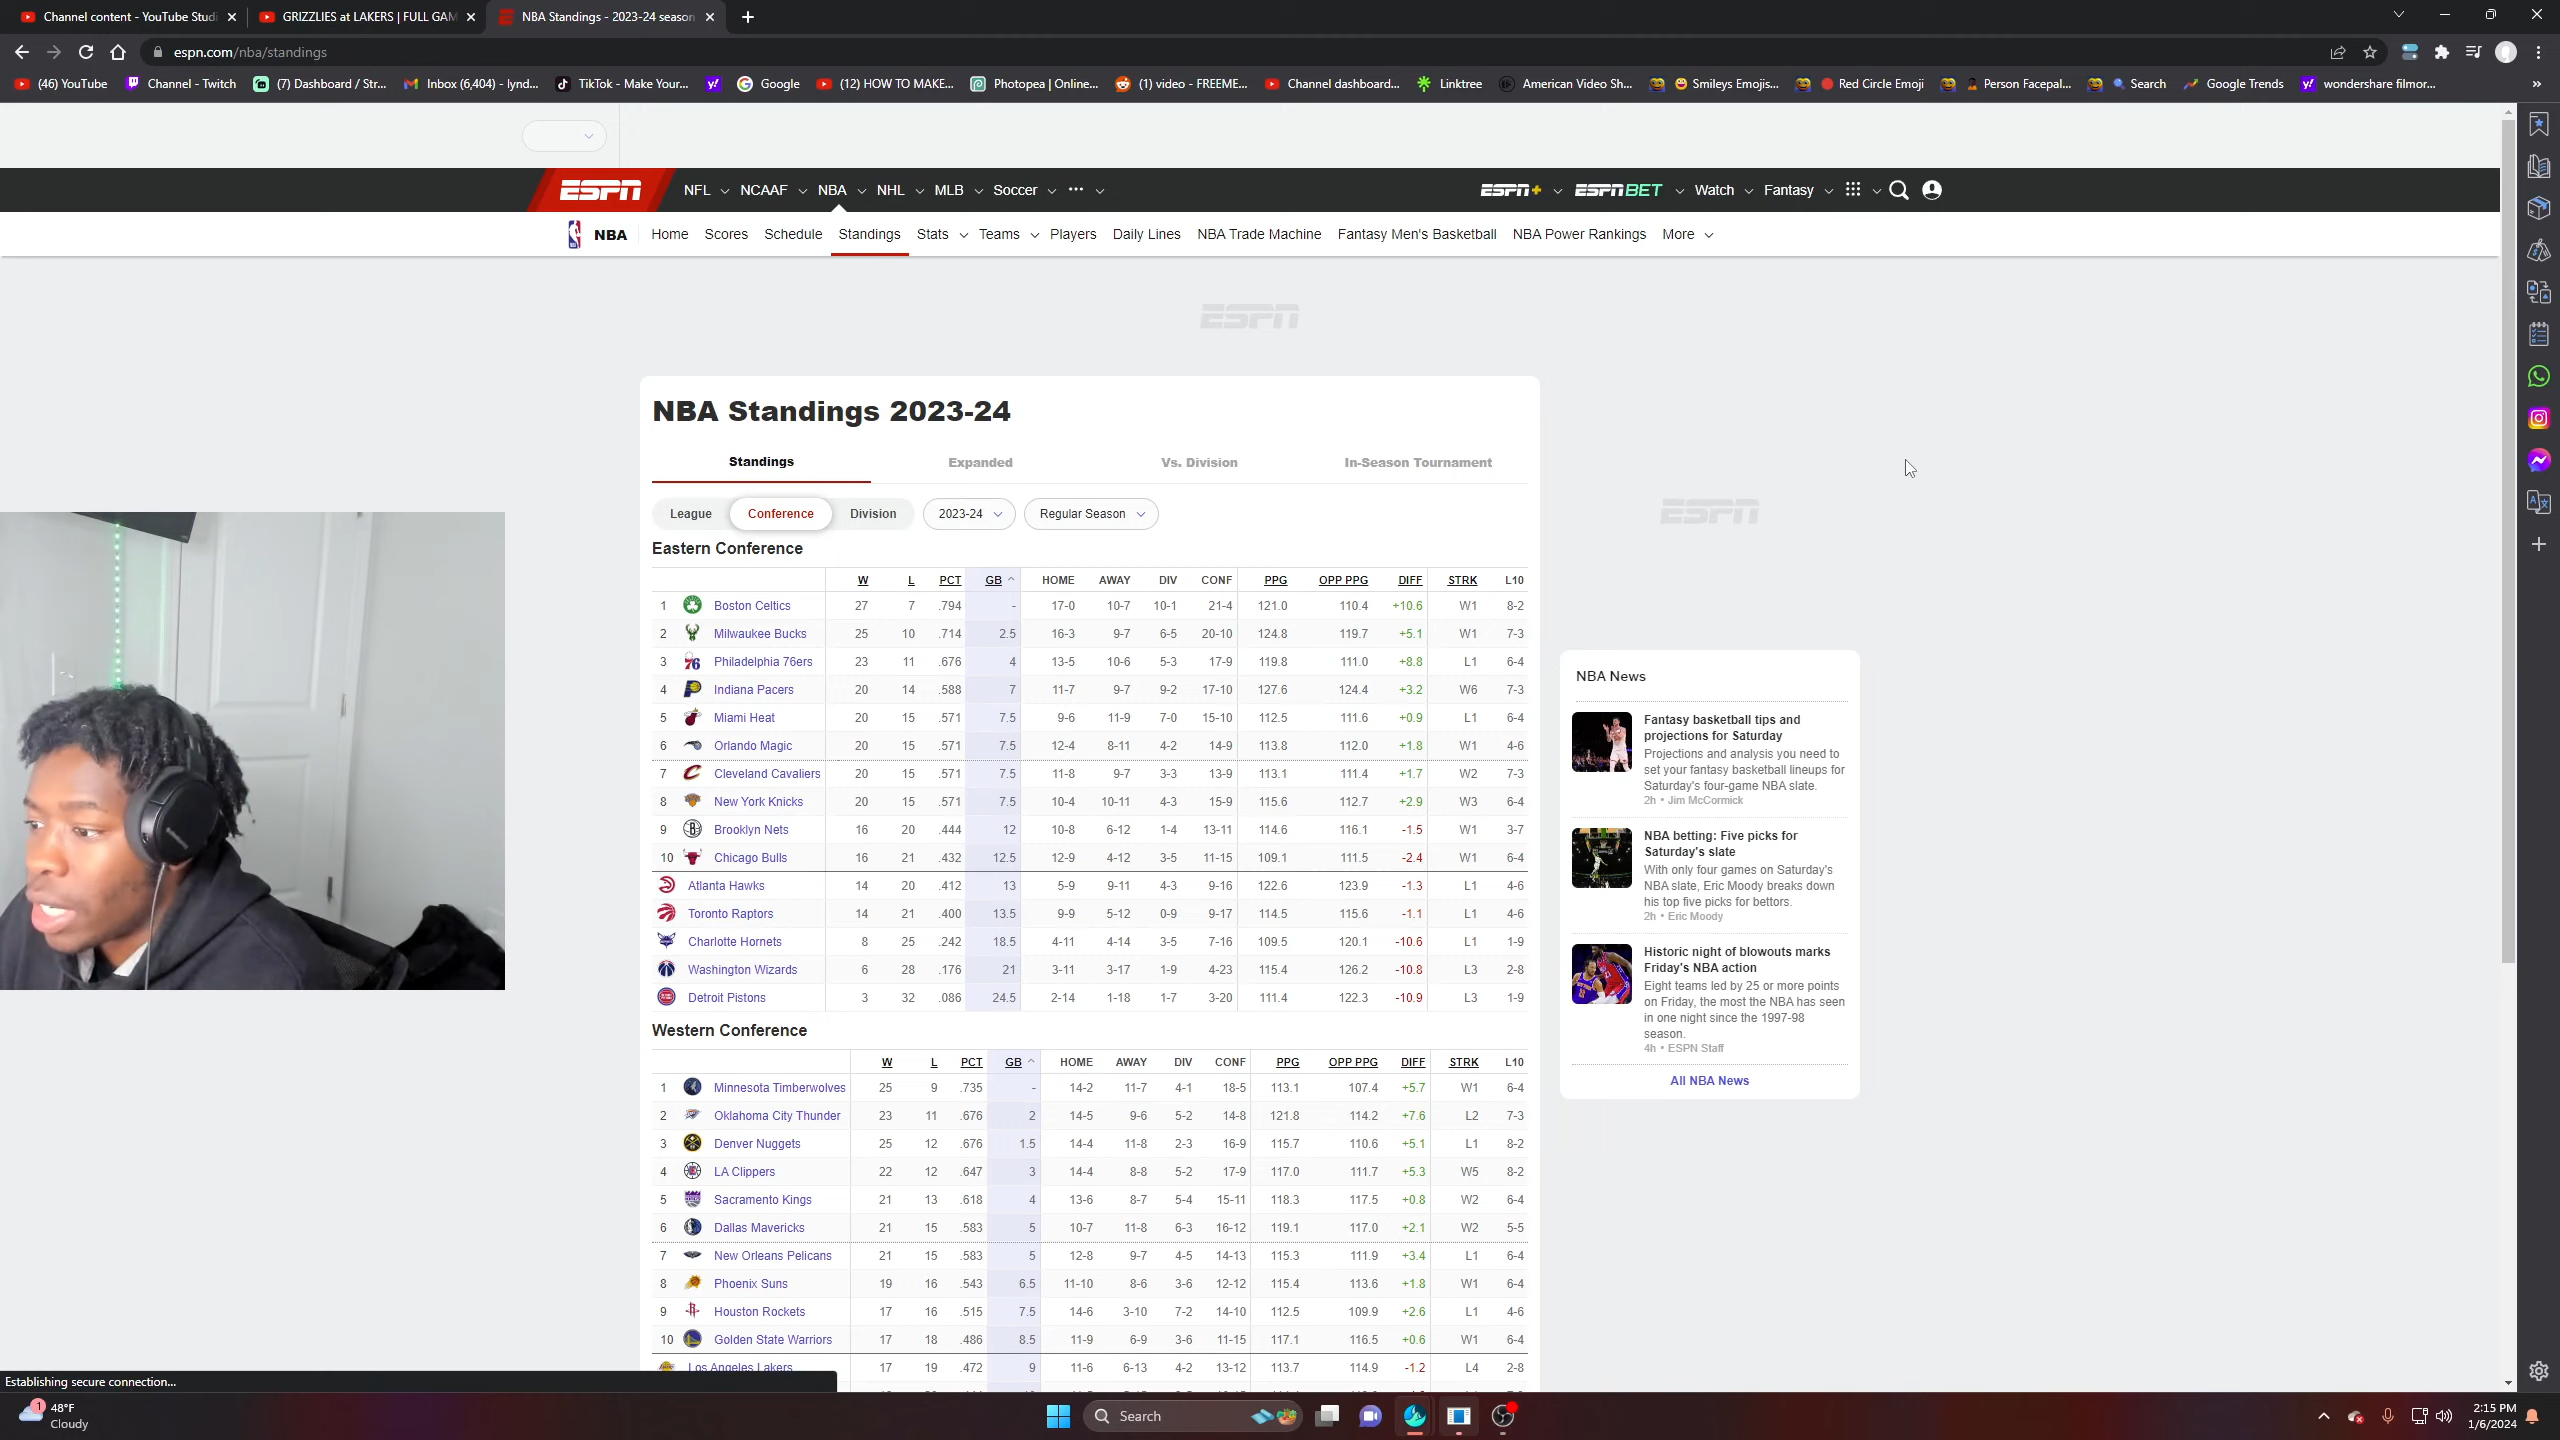 Channel content - YouTube Studi
GRIZZLIES at LAKERS | FULL GAM
NBA Standings - 2023-24 season
espn.com/nba/standings
(46) YouTube Channel - Twitch (7) Dashboard / Str... Inbox (6,404) - lynd... TikTok - Make Your... Google (12) HOW TO MAKE... Photopea | Online... (1) video - FREEME... Channel dashboard... Linktree American Video Sh... Smileys Emojis... Red Circle Emoji Person Facepal... Search Google Trends wondershare filmor... »
ESPN NFL NCAAF NBA NHL MLB Soccer ••• ESPN+ ESPN BET Watch Fantasy
NBA Home Scores Schedule Standings Stats Teams Players Daily Lines NBA Trade Machine Fantasy Men's Basketball NBA Power Rankings More
ESPN
NBA Standings 2023-24
Standings Expanded Vs. Division In-Season Tournament
League Conference Division 2023-24 Regular Season
Eastern Conference
W L PCT GB HOME AWAY DIV CONF PPG OPP PPG DIFF STRK L10
1 Boston Celtics 27 7 .794 - 17-0 10-7 10-1 21-4 121.0 110.4 +10.6 W1 8-2
2 Milwaukee Bucks 25 10 .714 2.5 16-3 9-7 6-5 20-10 124.8 119.7 +5.1 W1 7-3
3 Philadelphia 76ers 23 11 .676 4 13-5 10-6 5-3 17-9 119.8 111.0 +8.8 L1 6-4
4 Indiana Pacers 20 14 .588 7 11-7 9-7 9-2 17-10 127.6 124.4 +3.2 W6 7-3
5 Miami Heat 20 15 .571 7.5 9-6 11-9 7-0 15-10 112.5 111.6 +0.9 L1 6-4
6 Orlando Magic 20 15 .571 7.5 12-4 8-11 4-2 14-9 113.8 112.0 +1.8 W1 4-6
7 Cleveland Cavaliers 20 15 .571 7.5 11-8 9-7 3-3 13-9 113.1 111.4 +1.7 W2 7-3
8 New York Knicks 20 15 .571 7.5 10-4 10-11 4-3 15-9 115.6 112.7 +2.9 W3 6-4
9 Brooklyn Nets 16 20 .444 12 10-8 6-12 1-4 13-11 114.6 116.1 -1.5 W1 3-7
10 Chicago Bulls 16 21 .432 12.5 12-9 4-12 3-5 11-15 109.1 111.5 -2.4 W1 6-4
Atlanta Hawks 14 20 .412 13 5-9 9-11 4-3 9-16 122.6 123.9 -1.3 L1 4-6
Toronto Raptors 14 21 .400 13.5 9-9 5-12 0-9 9-17 114.5 115.6 -1.1 L1 4-6
Charlotte Hornets 8 25 .242 18.5 4-11 4-14 3-5 7-16 109.5 120.1 -10.6 L1 1-9
Washington Wizards 6 28 .176 21 3-11 3-17 1-9 4-23 115.4 126.2 -10.8 L3 2-8
Detroit Pistons 3 32 .086 24.5 2-14 1-18 1-7 3-20 111.4 122.3 -10.9 L3 1-9
Western Conference
W L PCT GB HOME AWAY DIV CONF PPG OPP PPG DIFF STRK L10
1 Minnesota Timberwolves 25 9 .735 - 14-2 11-7 4-1 18-5 113.1 107.4 +5.7 W1 6-4
2 Oklahoma City Thunder 23 11 .676 2 14-5 9-6 5-2 14-8 121.8 114.2 +7.6 L2 7-3
3 Denver Nuggets 25 12 .676 1.5 14-4 11-8 2-3 16-9 115.7 110.6 +5.1 L1 8-2
4 LA Clippers 22 12 .647 3 14-4 8-8 5-2 17-9 117.0 111.7 +5.3 W5 8-2
5 Sacramento Kings 21 13 .618 4 13-6 8-7 5-4 15-11 118.3 117.5 +0.8 W2 6-4
6 Dallas Mavericks 21 15 .583 5 10-7 11-8 6-3 16-12 119.1 117.0 +2.1 W2 5-5
7 New Orleans Pelicans 21 15 .583 5 12-8 9-7 4-5 14-13 115.3 111.9 +3.4 L1 6-4
8 Phoenix Suns 19 16 .543 6.5 11-10 8-6 3-6 12-12 115.4 113.6 +1.8 W1 6-4
9 Houston Rockets 17 16 .515 7.5 14-6 3-10 7-2 14-10 112.5 109.9 +2.6 L1 4-6
10 Golden State Warriors 17 18 .486 8.5 11-9 6-9 3-6 11-15 117.1 116.5 +0.6 W1 6-4
Los Angeles Lakers 17 19 .472 9 11-6 6-13 4-2 13-12 113.7 114.9 -1.2 L4 2-8
ESPN
NBA News
Fantasy basketball tips and
projections for Saturday
Projections and analysis you need to
set your fantasy basketball lineups for
Saturday's four-game NBA slate.
2h • Jim McCormick
NBA betting: Five picks for
Saturday's slate
With only four games on Saturday's
NBA slate, Eric Moody breaks down
his top five picks for bettors.
2h • Eric Moody
Historic night of blowouts marks
Friday's NBA action
Eight teams led by 25 or more points
on Friday, the most the NBA has seen
in one night since the 1997-98
season.
4h • ESPN Staff
All NBA News
Establishing secure connection...
1 48°F
Cloudy
Search
2:15 PM
1/6/2024